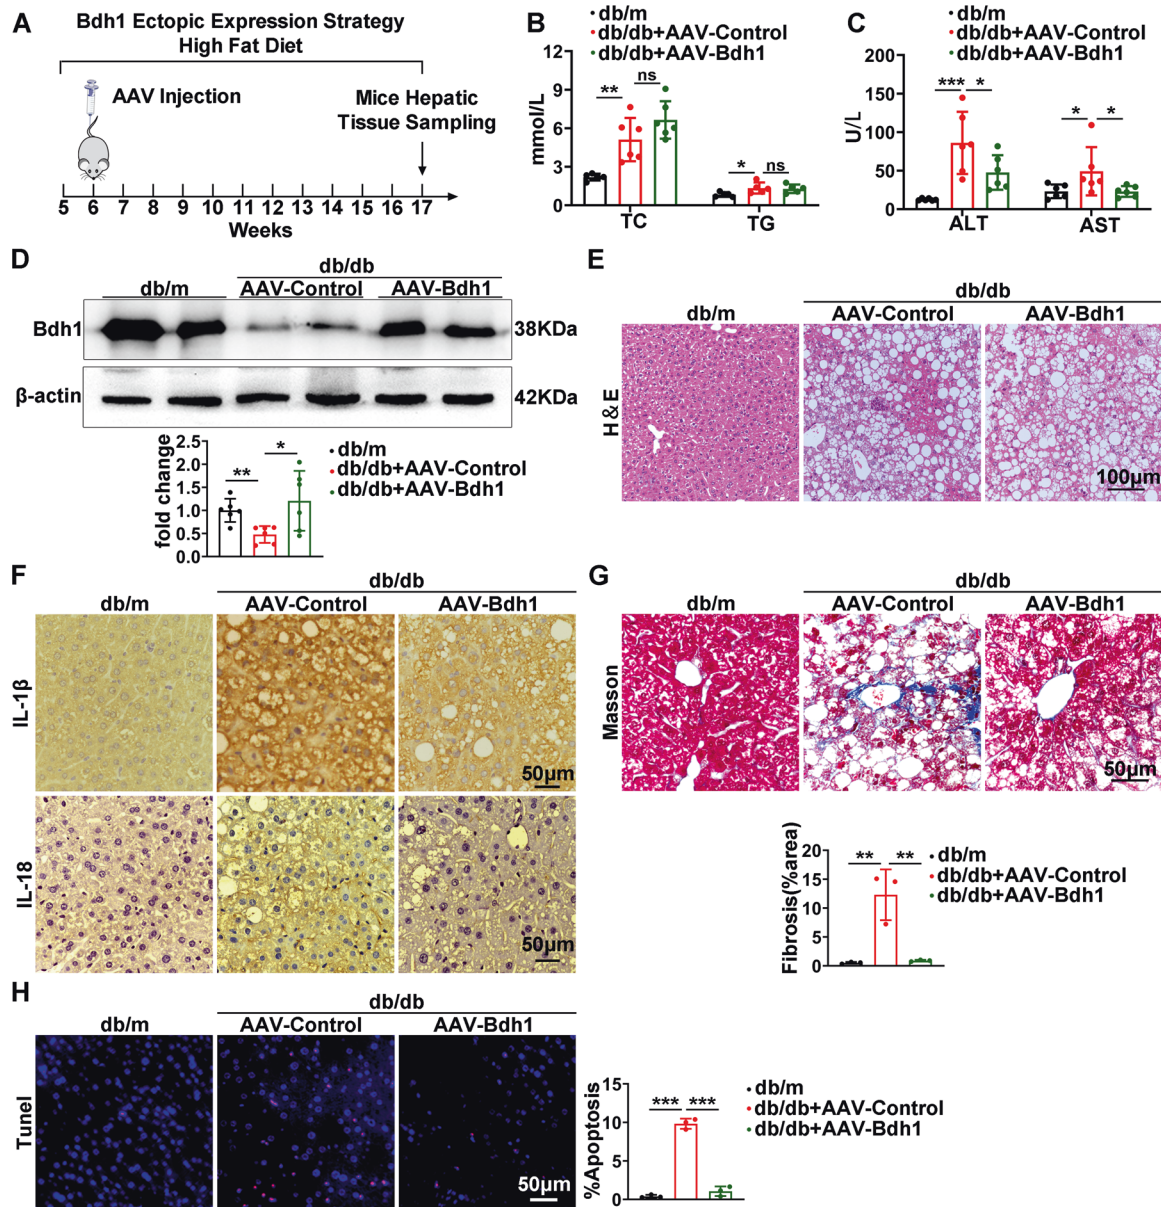 A
Bdh1 Ectopic Expression Strategy
High Fat Diet
AAV Injection
Mice Hepatic
Tissue Sampling
5 6 7 8 9 10 11 12 13 14 15 16 17
Weeks
B
db/m
db/db+AAV-Control
db/db+AAV-Bdh1
mmol/L
12
9
6
3
0
** ns
* ns
TC TG
C
db/m
db/db+AAV-Control
db/db+AAV-Bdh1
U/L
200
150
100
50
0
*** *
* *
ALT AST
D
db/db
db/m AAV-Control AAV-Bdh1
Bdh1 38KDa
β-actin 42KDa
fold change
2.5
2.0
1.5
1.0
0.5
0.0
** *
db/m
db/db+AAV-Control
db/db+AAV-Bdh1
E
db/db
db/m AAV-Control AAV-Bdh1
H&E
100μm
F
db/db
db/m AAV-Control AAV-Bdh1
IL-1β
50μm
IL-18
50μm
G
db/db
db/m AAV-Control AAV-Bdh1
Masson
50μm
Fibrosis(%area)
20
15
10
5
0
** **
db/m
db/db+AAV-Control
db/db+AAV-Bdh1
H
db/db
db/m AAV-Control AAV-Bdh1
Tunel
50μm
%Apoptosis
15
10
5
0
*** ***
db/m
db/db+AAV-Control
db/db+AAV-Bdh1